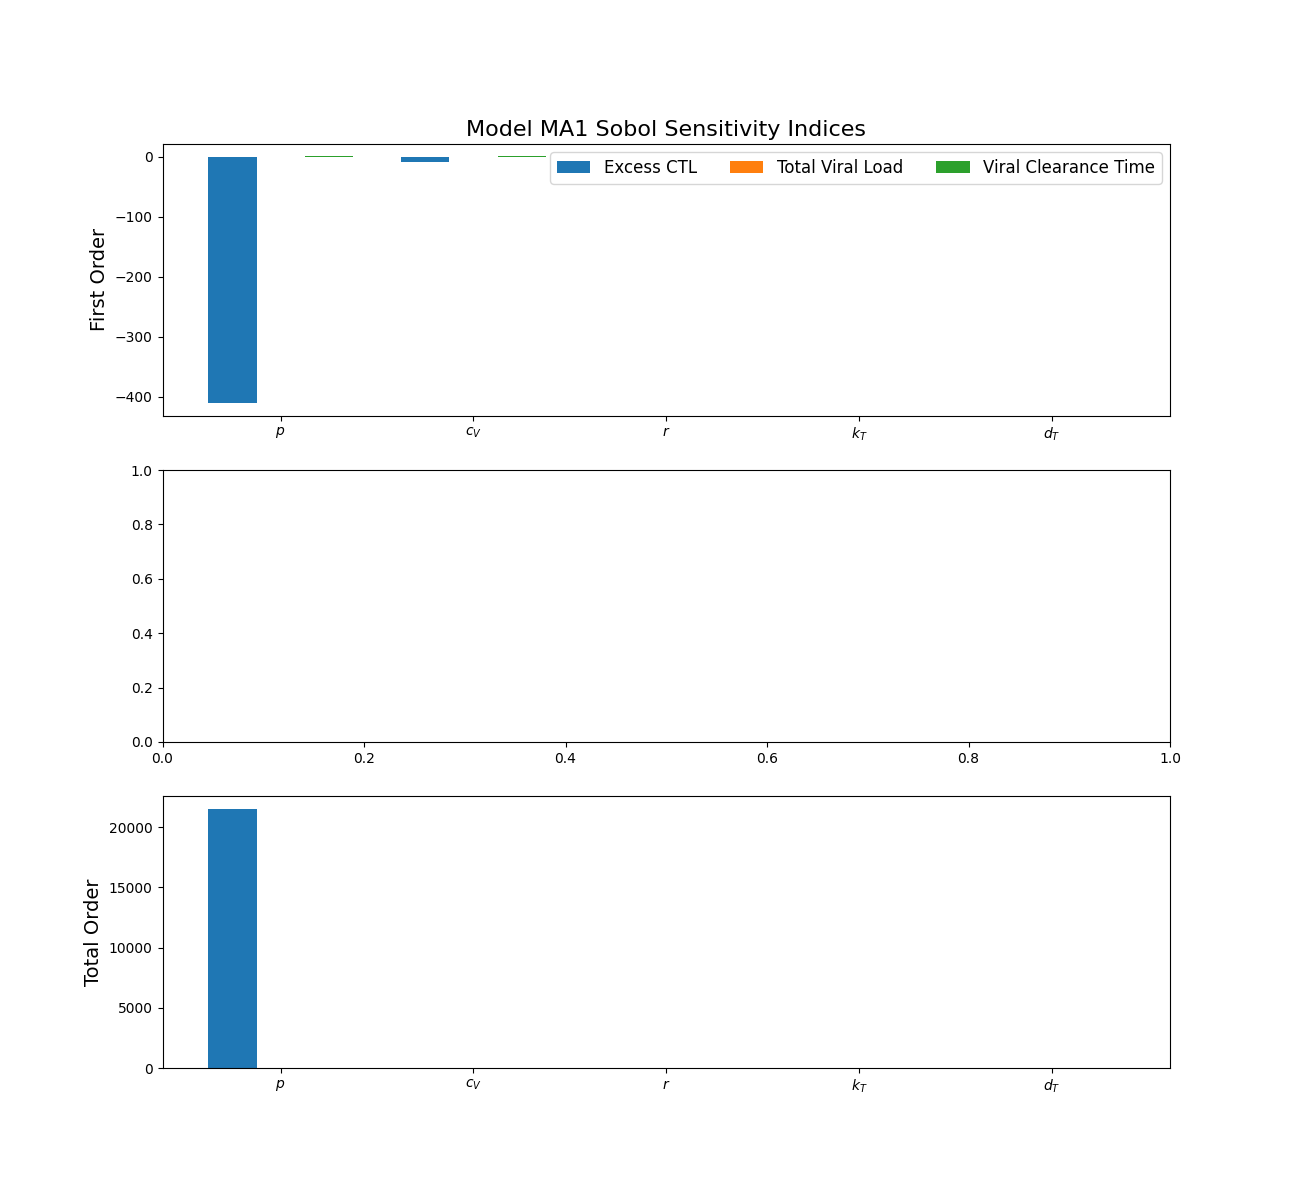 Model MA1 Sobol Sensitivity Indices
Excess CTL Total Viral Load Viral Clearance Time
First Order
0
−100
−200
−300
−400
p c_V r k_T d_T
1.0
0.8
0.6
0.4
0.2
0.0
0.0 0.2 0.4 0.6 0.8 1.0
Total Order
20000
15000
10000
5000
0
p c_V r k_T d_T